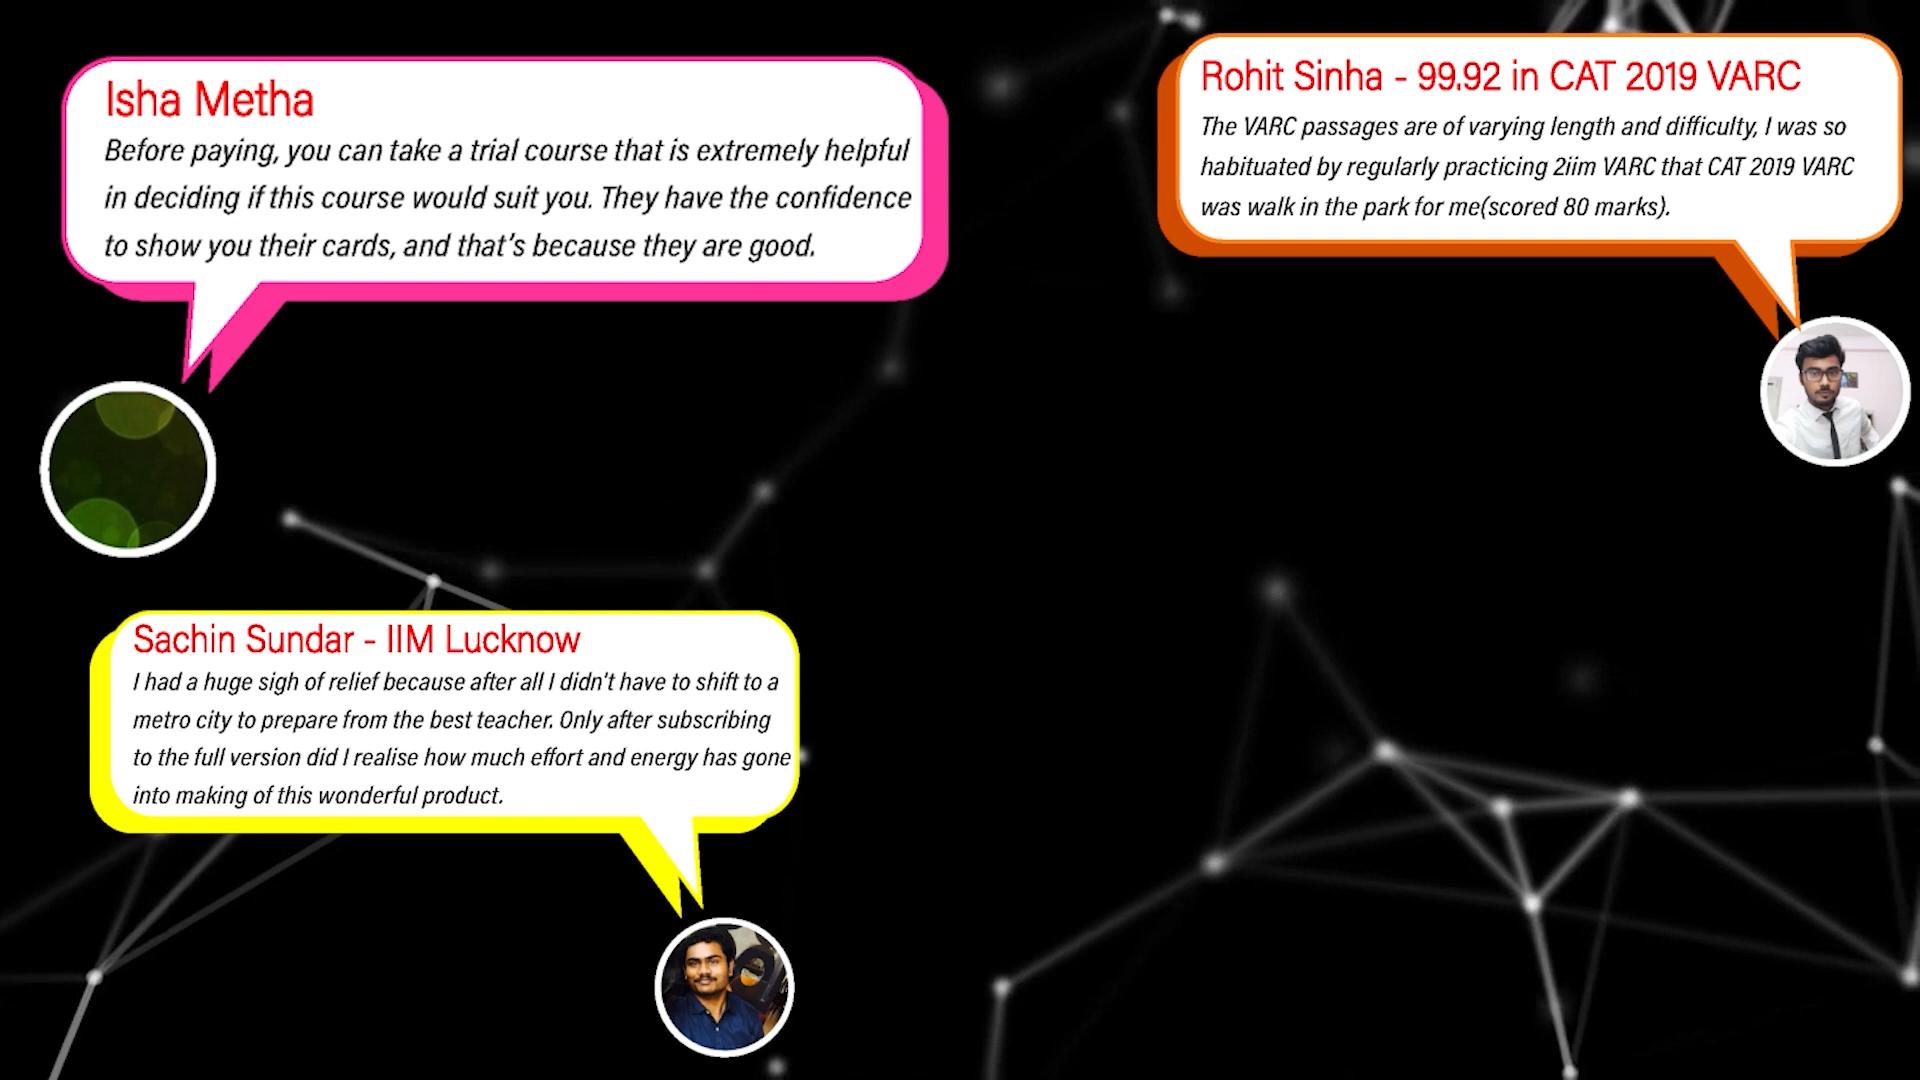 Isha Metha
Before paying, you can take a trial course that is extremely helpful
in deciding if this course would suit you. They have the confidence
to show you their cards, and that's because they are good.
Rohit Sinha - 99.92 in CAT 2019 VARC
The VARC passages are of varying length and difficulty, I was so
habituated by regularly practicing 2iim VARC that CAT 2019 VARC
was walk in the park for me(scored 80 marks).
Sachin Sundar - IIM Lucknow
I had a huge sigh of relief because after all I didn't have to shift to a
metro city to prepare from the best teacher. Only after subscribing
to the full version did I realise how much effort and energy has gone
into making of this wonderful product.